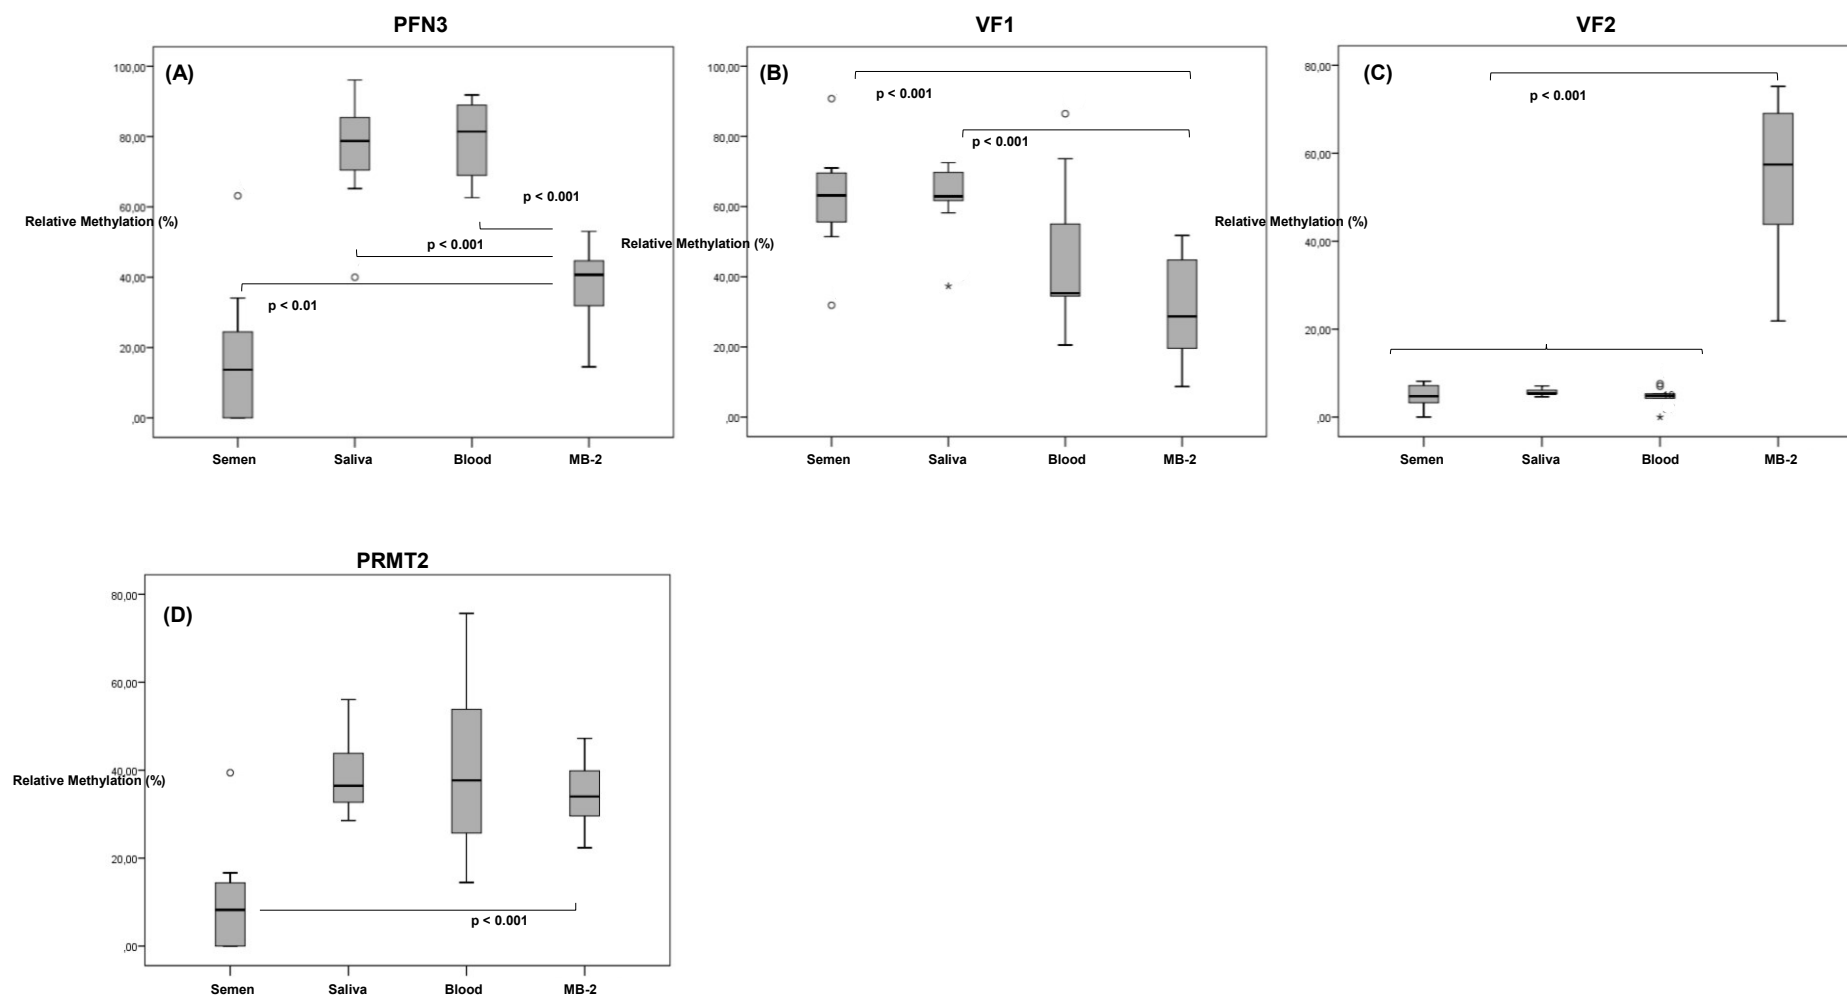 PFN3
(A)
100,00
80,00
60,00
40,00
20,00
,00
Relative Methylation (%)
p < 0.001
p < 0.001
p < 0.01
Semen Saliva Blood MB-2
VF1
(B)
100,00
80,00
60,00
40,00
20,00
,00
Relative Methylation (%)
p < 0.001
p < 0.001
Semen Saliva Blood MB-2
VF2
(C)
80,00
60,00
40,00
20,00
,00
Relative Methylation (%)
p < 0.001
Semen Saliva Blood MB-2
PRMT2
(D)
80,00
60,00
40,00
20,00
,00
Relative Methylation (%)
p < 0.001
Semen Saliva Blood MB-2